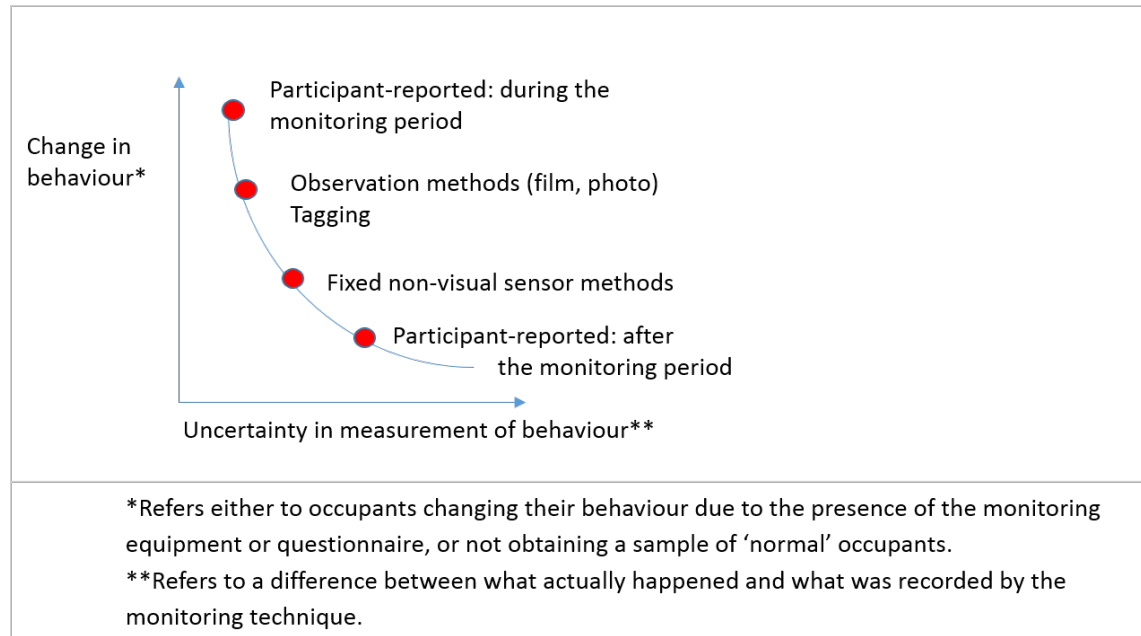 Participant-reported: during the
monitoring period
Change in
behaviour*
Observation methods (film, photo)
Tagging
Fixed non-visual sensor methods
Participant-reported: after
the monitoring period
Uncertainty in measurement of behaviour**
*Refers either to occupants changing their behaviour due to the presence of the monitoring
equipment or questionnaire, or not obtaining a sample of ‘normal’ occupants.
**Refers to a difference between what actually happened and what was recorded by the
monitoring technique.